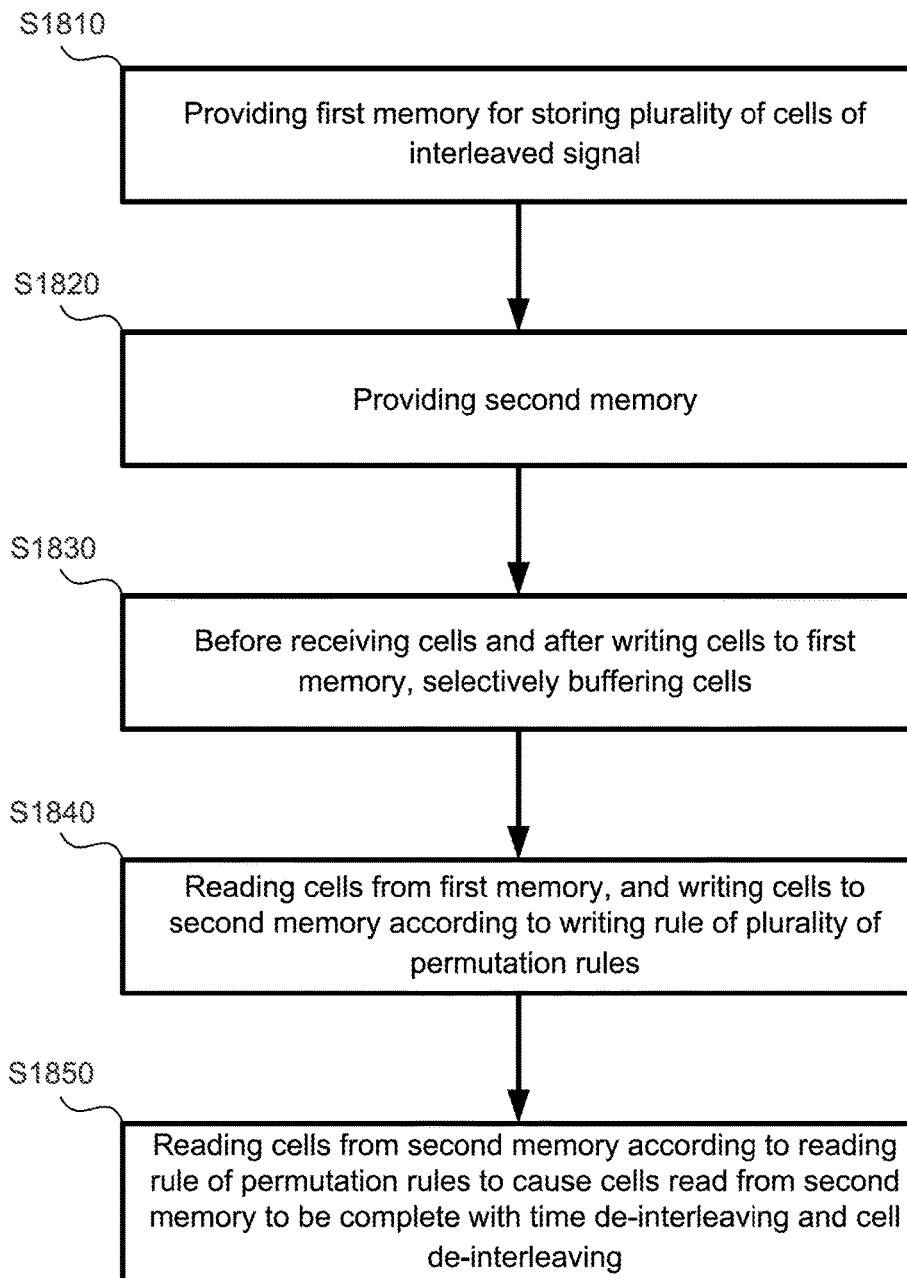 S1810
Providing first memory for storing plurality of cells of
interleaved signal
S1820
Providing second memory
S1830
Before receiving cells and after writing cells to first
memory, selectively buffering cells
S1840
Reading cells from first memory, and writing cells to
second memory according to writing rule of plurality of
permutation rules
S1850
Reading cells from second memory according to reading
rule of permutation rules to cause cells read from second
memory to be complete with time de-interleaving and cell
de-interleaving